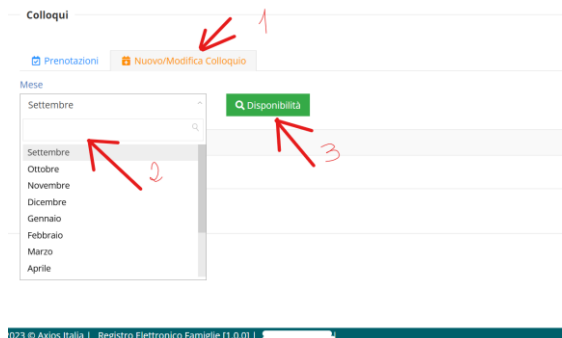 Colloqui
1
Prenotazioni Nuovo/Modifica Colloquio
Mese
Settembre Disponibilità
3
Settembre
Ottobre
2
Novembre
Dicembre
Gennaio
Febbraio
Marzo
Aprile
2023 © Axios Italia | Registro Elettronico Famiglie [1.0.0] |